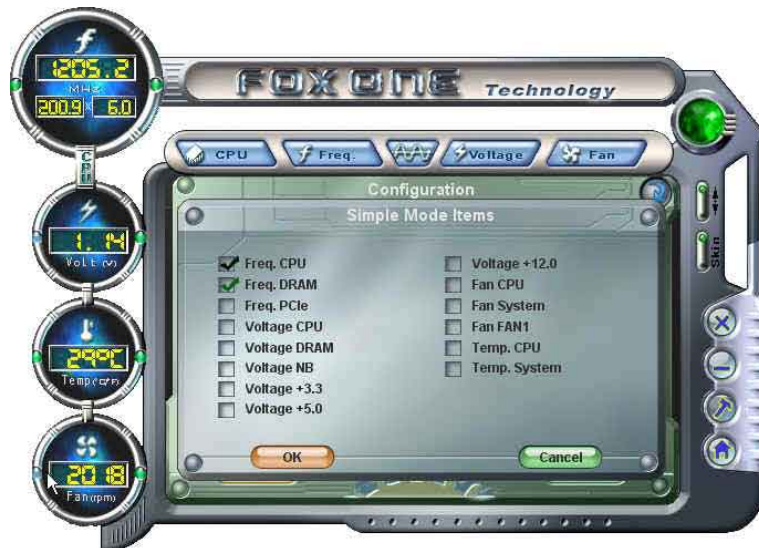 f
1205.2
MHz
200.9 x 6.0
CPU
1.14
Volt.(v)
29°C
Temp(c/F)
2018
Fan(rpm)
FOX ONE Technology
CPU
f Freq.
Voltage
Fan
Configuration
Simple Mode Items
Freq. CPU
Freq. DRAM
Freq. PCIe
Voltage CPU
Voltage DRAM
Voltage NB
Voltage +3.3
Voltage +5.0
Voltage +12.0
Fan CPU
Fan System
Fan FAN1
Temp. CPU
Temp. System
OK
Cancel
Skin